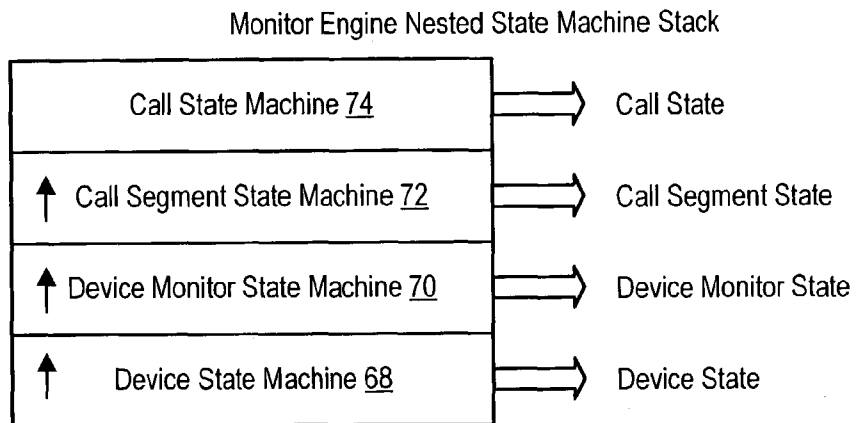 Monitor Engine Nested State Machine Stack
Call State Machine 74
Call State
Call Segment State Machine 72
Call Segment State
Device Monitor State Machine 70
Device Monitor State
Device State Machine 68
Device State